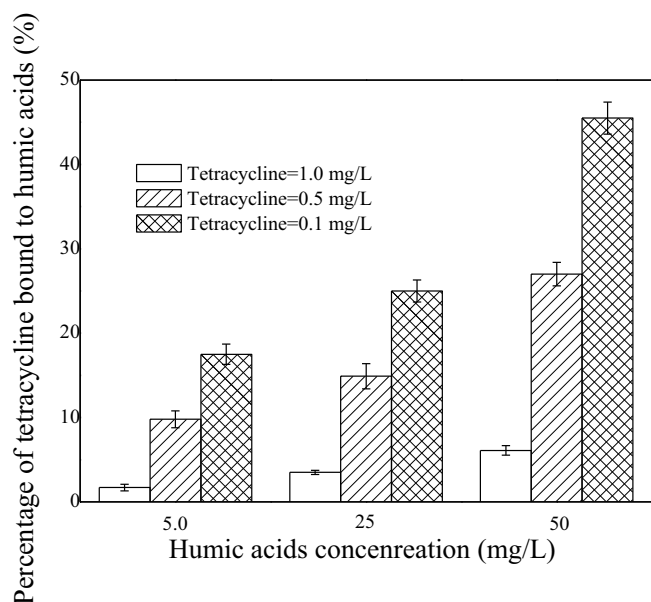 Percentage of tetracycline bound to humic acids (%)
50
40
30
20
10
0
Tetracycline=1.0 mg/L
Tetracycline=0.5 mg/L
Tetracycline=0.1 mg/L
5.0 25 50
Humic acids concenreation (mg/L)